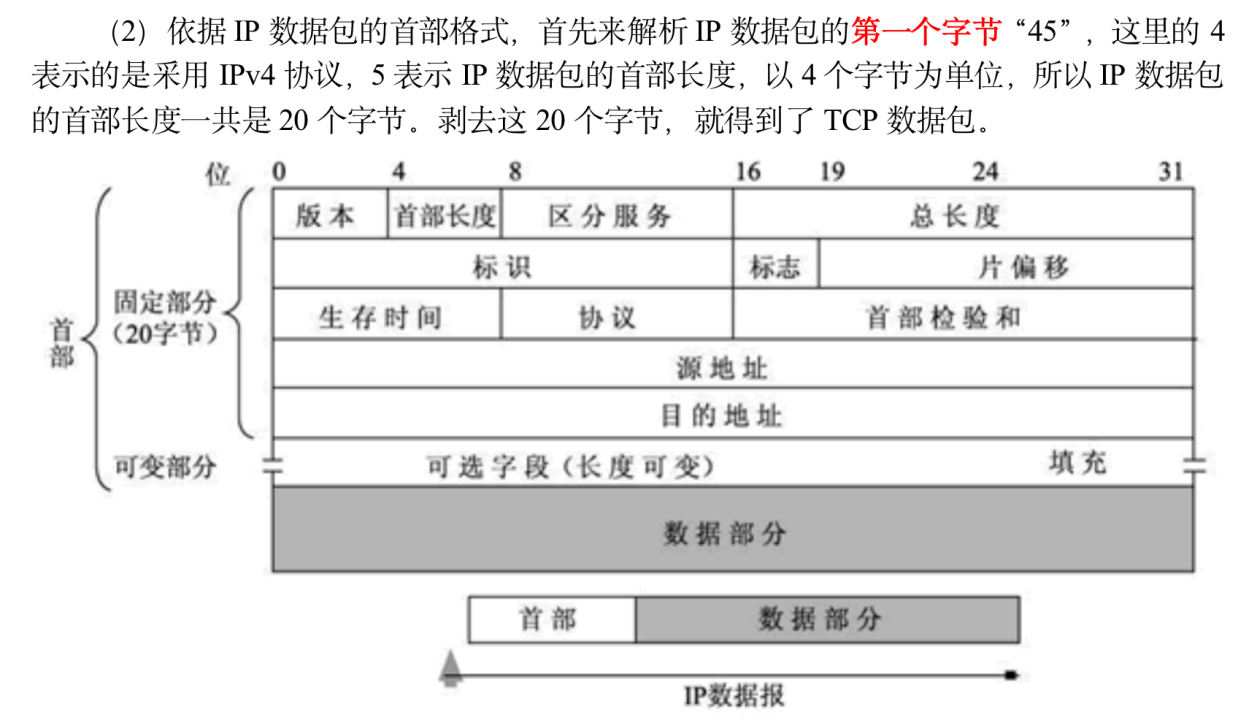 (2)依据 IP 数据包的首部格式，首先来解析 IP 数据包的第一个字节“45”，这里的 4
表示的是采用 IPv4 协议，5 表示 IP 数据包的首部长度，以 4 个字节为单位，所以 IP 数据包
的首部长度一共是 20 个字节。剥去这 20 个字节，就得到了 TCP 数据包。
位 0 4 8 16 19 24 31
版本 首部长度 区分服务 总长度
标识 标志 片偏移
固定部分
(20字节)
首部
生存时间 协议 首部检验和
源地址
目的地址
可变部分 可选字段(长度可变) 填充
数据部分
首部 数据部分
IP数据报